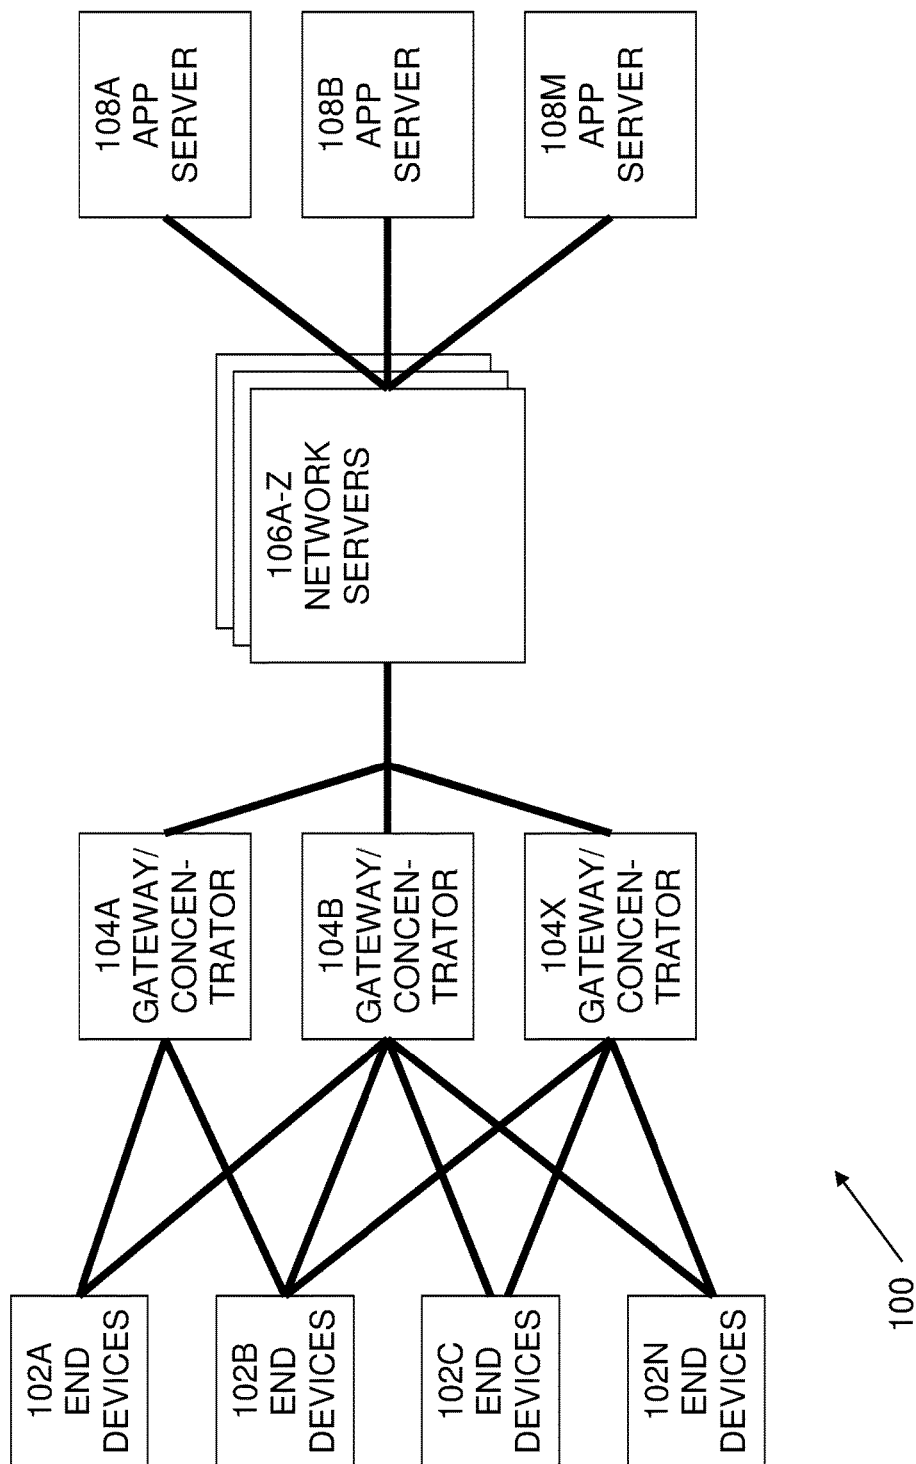 102A
END
DEVICES
102B
END
DEVICES
102C
END
DEVICES
102N
END
DEVICES
104A
GATEWAY/
CONCEN-
TRATOR
104B
GATEWAY/
CONCEN-
TRATOR
104X
GATEWAY/
CONCEN-
TRATOR
106A-Z
NETWORK
SERVERS
108A
APP
SERVER
108B
APP
SERVER
108M
APP
SERVER
100